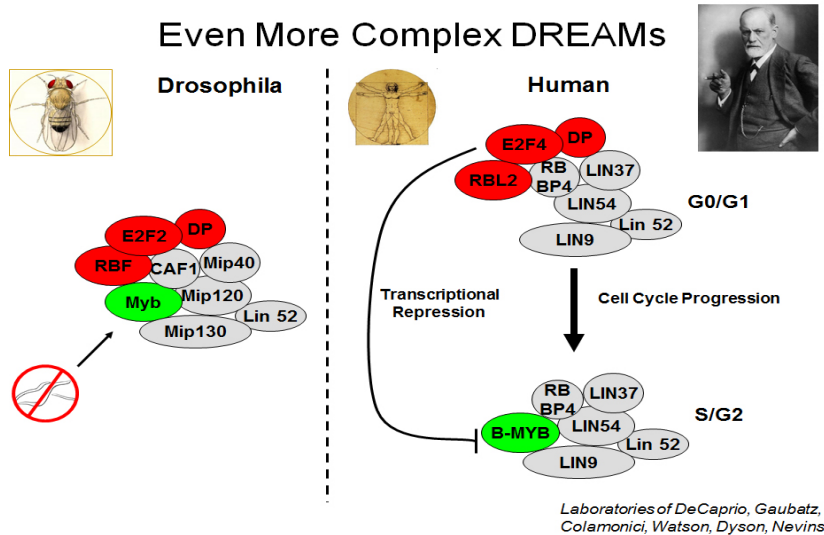 Even More Complex DREAMs
Drosophila
E2F2
DP
RBF
CAF1
Mip40
Myb
Mip120
Lin 52
Mip130
Human
E2F4
DP
RBL2
RB
BP4
LIN37
LIN54
Lin 52
LIN9
G0/G1
Transcriptional
Repression
Cell Cycle Progression
RB
BP4
LIN37
B-MYB
LIN54
Lin 52
LIN9
S/G2
Laboratories of DeCaprio, Gaubatz,
Colamonici, Watson, Dyson, Nevins